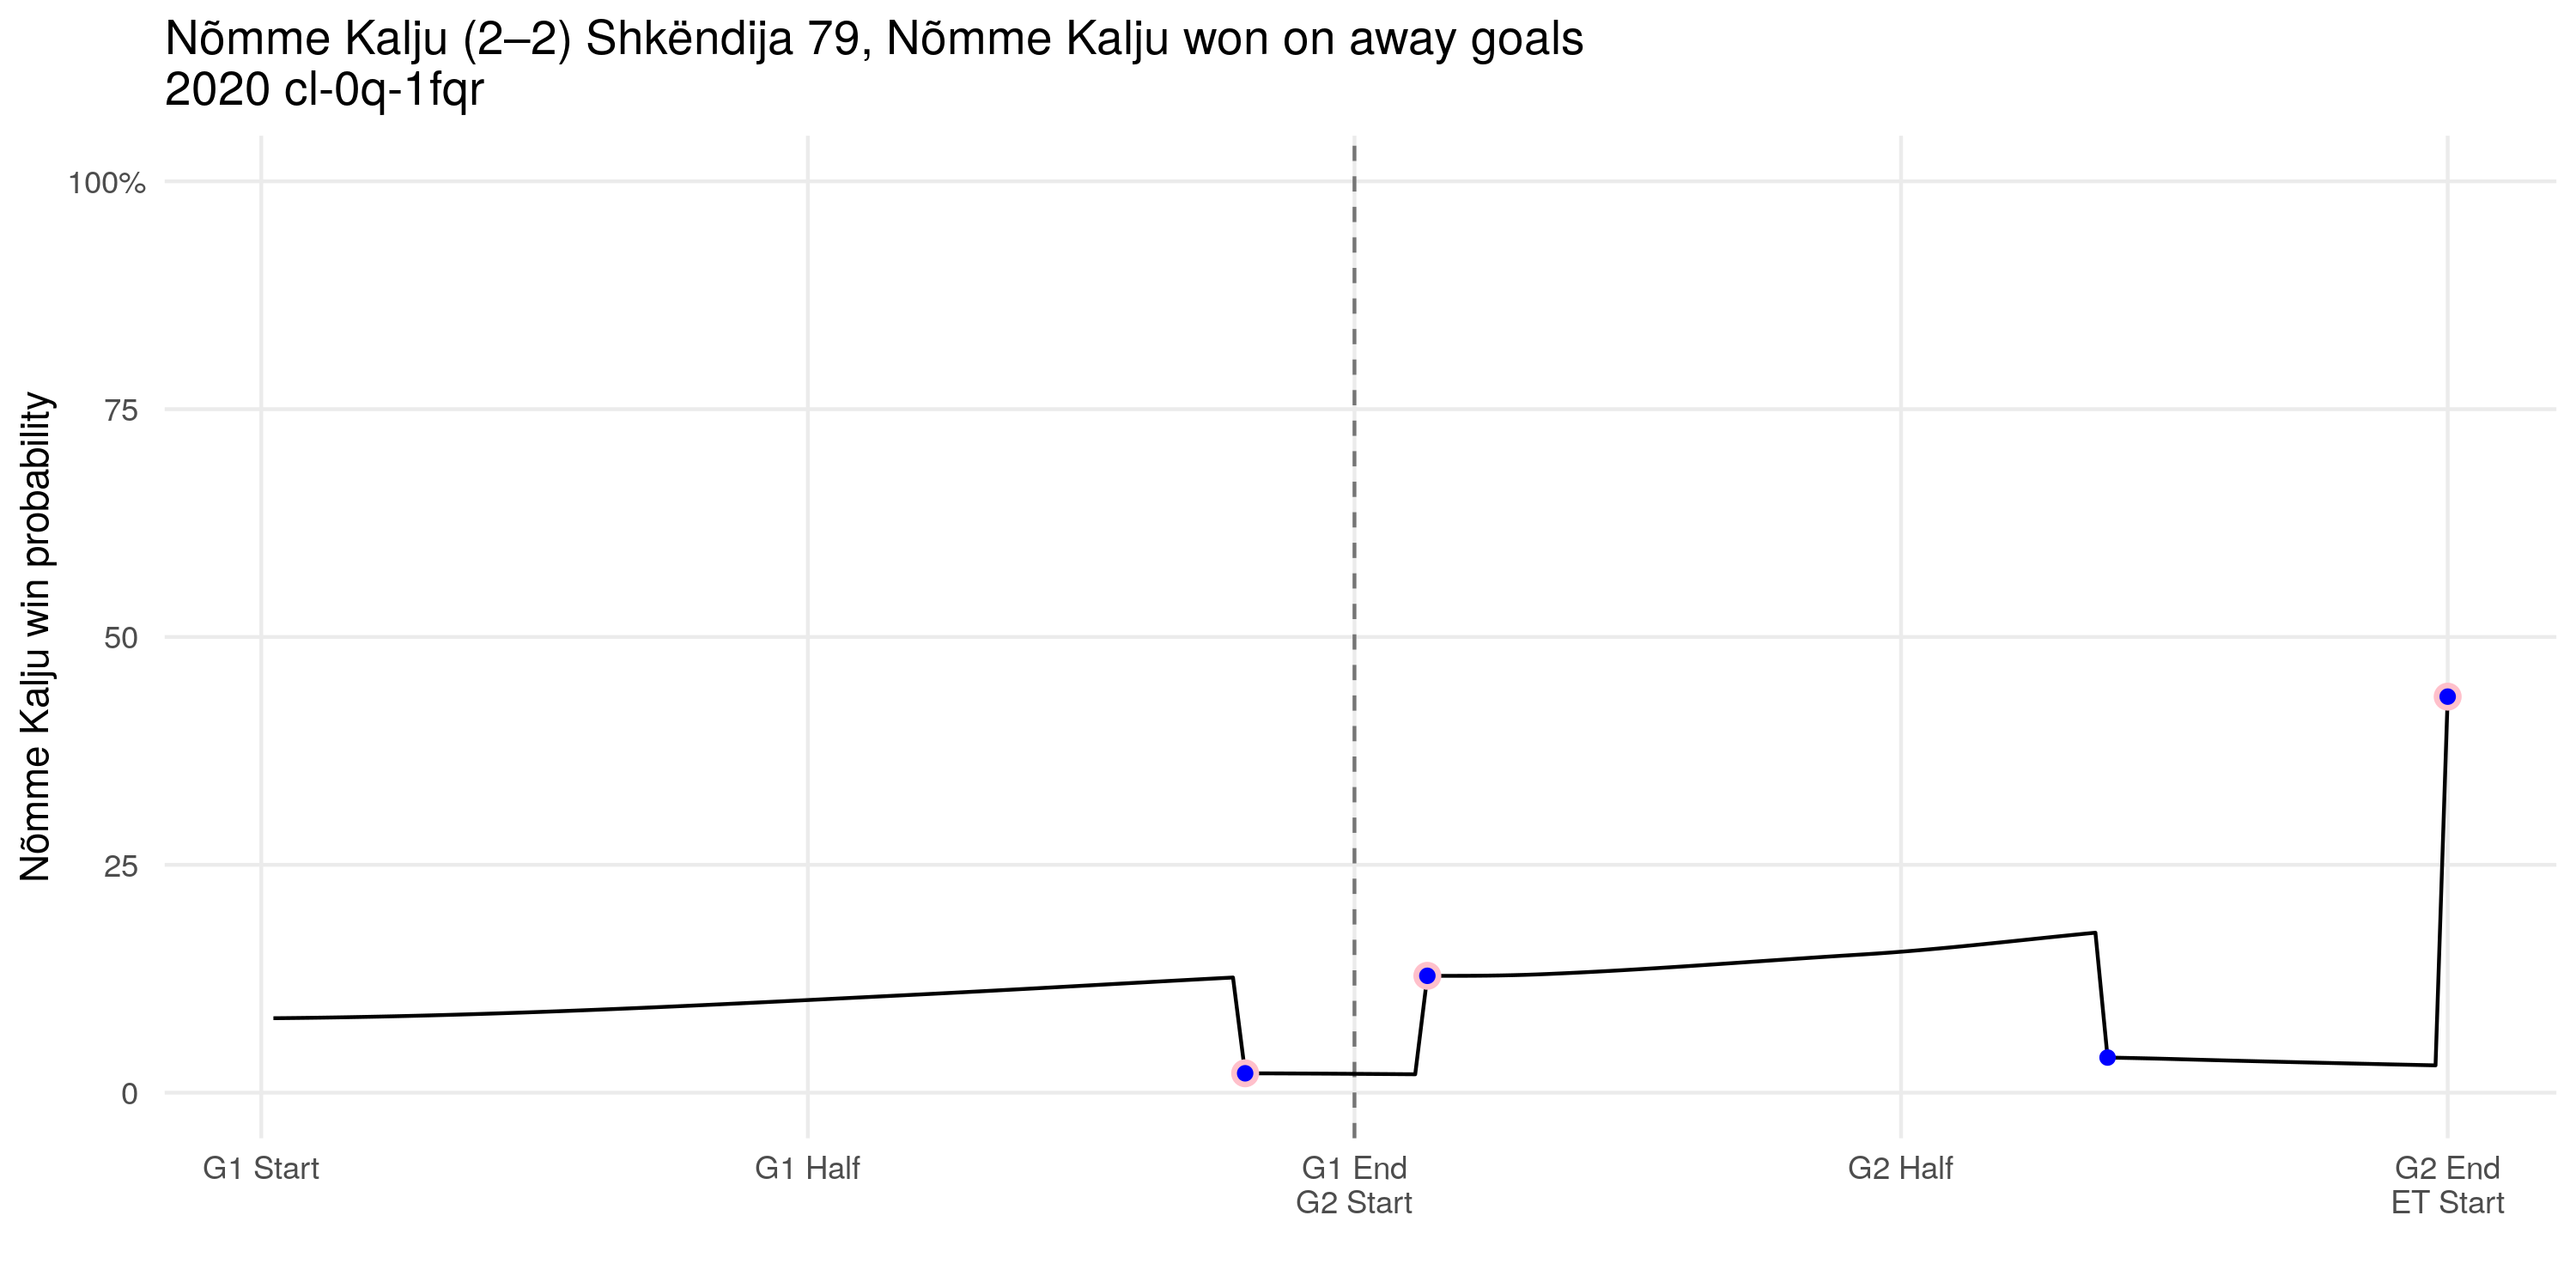 Nõmme Kalju (2–2) Shkëndija 79, Nõmme Kalju won on away goals
2020 cl-0q-1fqr
Nõmme Kalju win probability
100%
75
50
25
0
G1 Start
G1 Half
G1 End
G2 Start
G2 Half
G2 End
ET Start